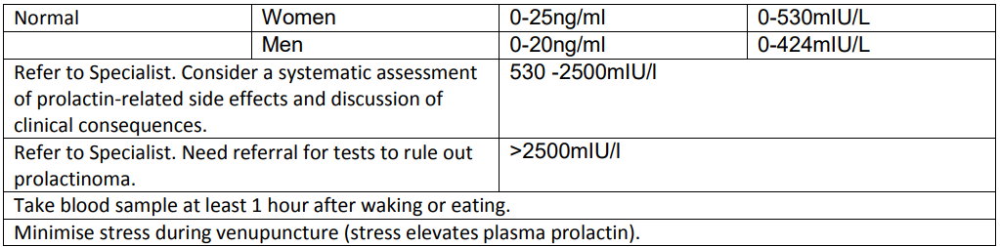 Normal Women 0-25ng/ml 0-530mIU/L
Men 0-20ng/ml 0-424mIU/L
Refer to Specialist. Consider a systematic assessment 530 -2500mIU/l
of prolactin-related side effects and discussion of
clinical consequences.
Refer to Specialist. Need referral for tests to rule out >2500mIU/l
prolactinoma.
Take blood sample at least 1 hour after waking or eating.
Minimise stress during venupuncture (stress elevates plasma prolactin).